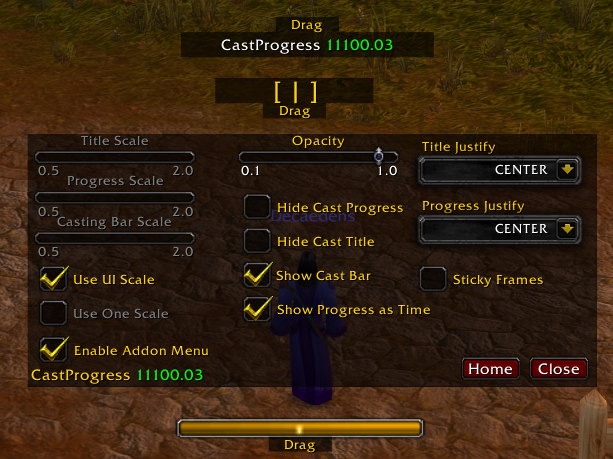 Drag
CastProgress 11100.03
[ | ]
Drag
Title Scale
0.5 2.0
Progress Scale
0.5 2.0
Casting Bar Scale
0.5 2.0
Use UI Scale
Use One Scale
Enable Addon Menu
CastProgress 11100.03
Opacity
0.1 1.0
Hide Cast Progress
Decaedens
Hide Cast Title
Show Cast Bar
Show Progress as Time
Title Justify
CENTER
Progress Justify
CENTER
Sticky Frames
Home Close
Drag